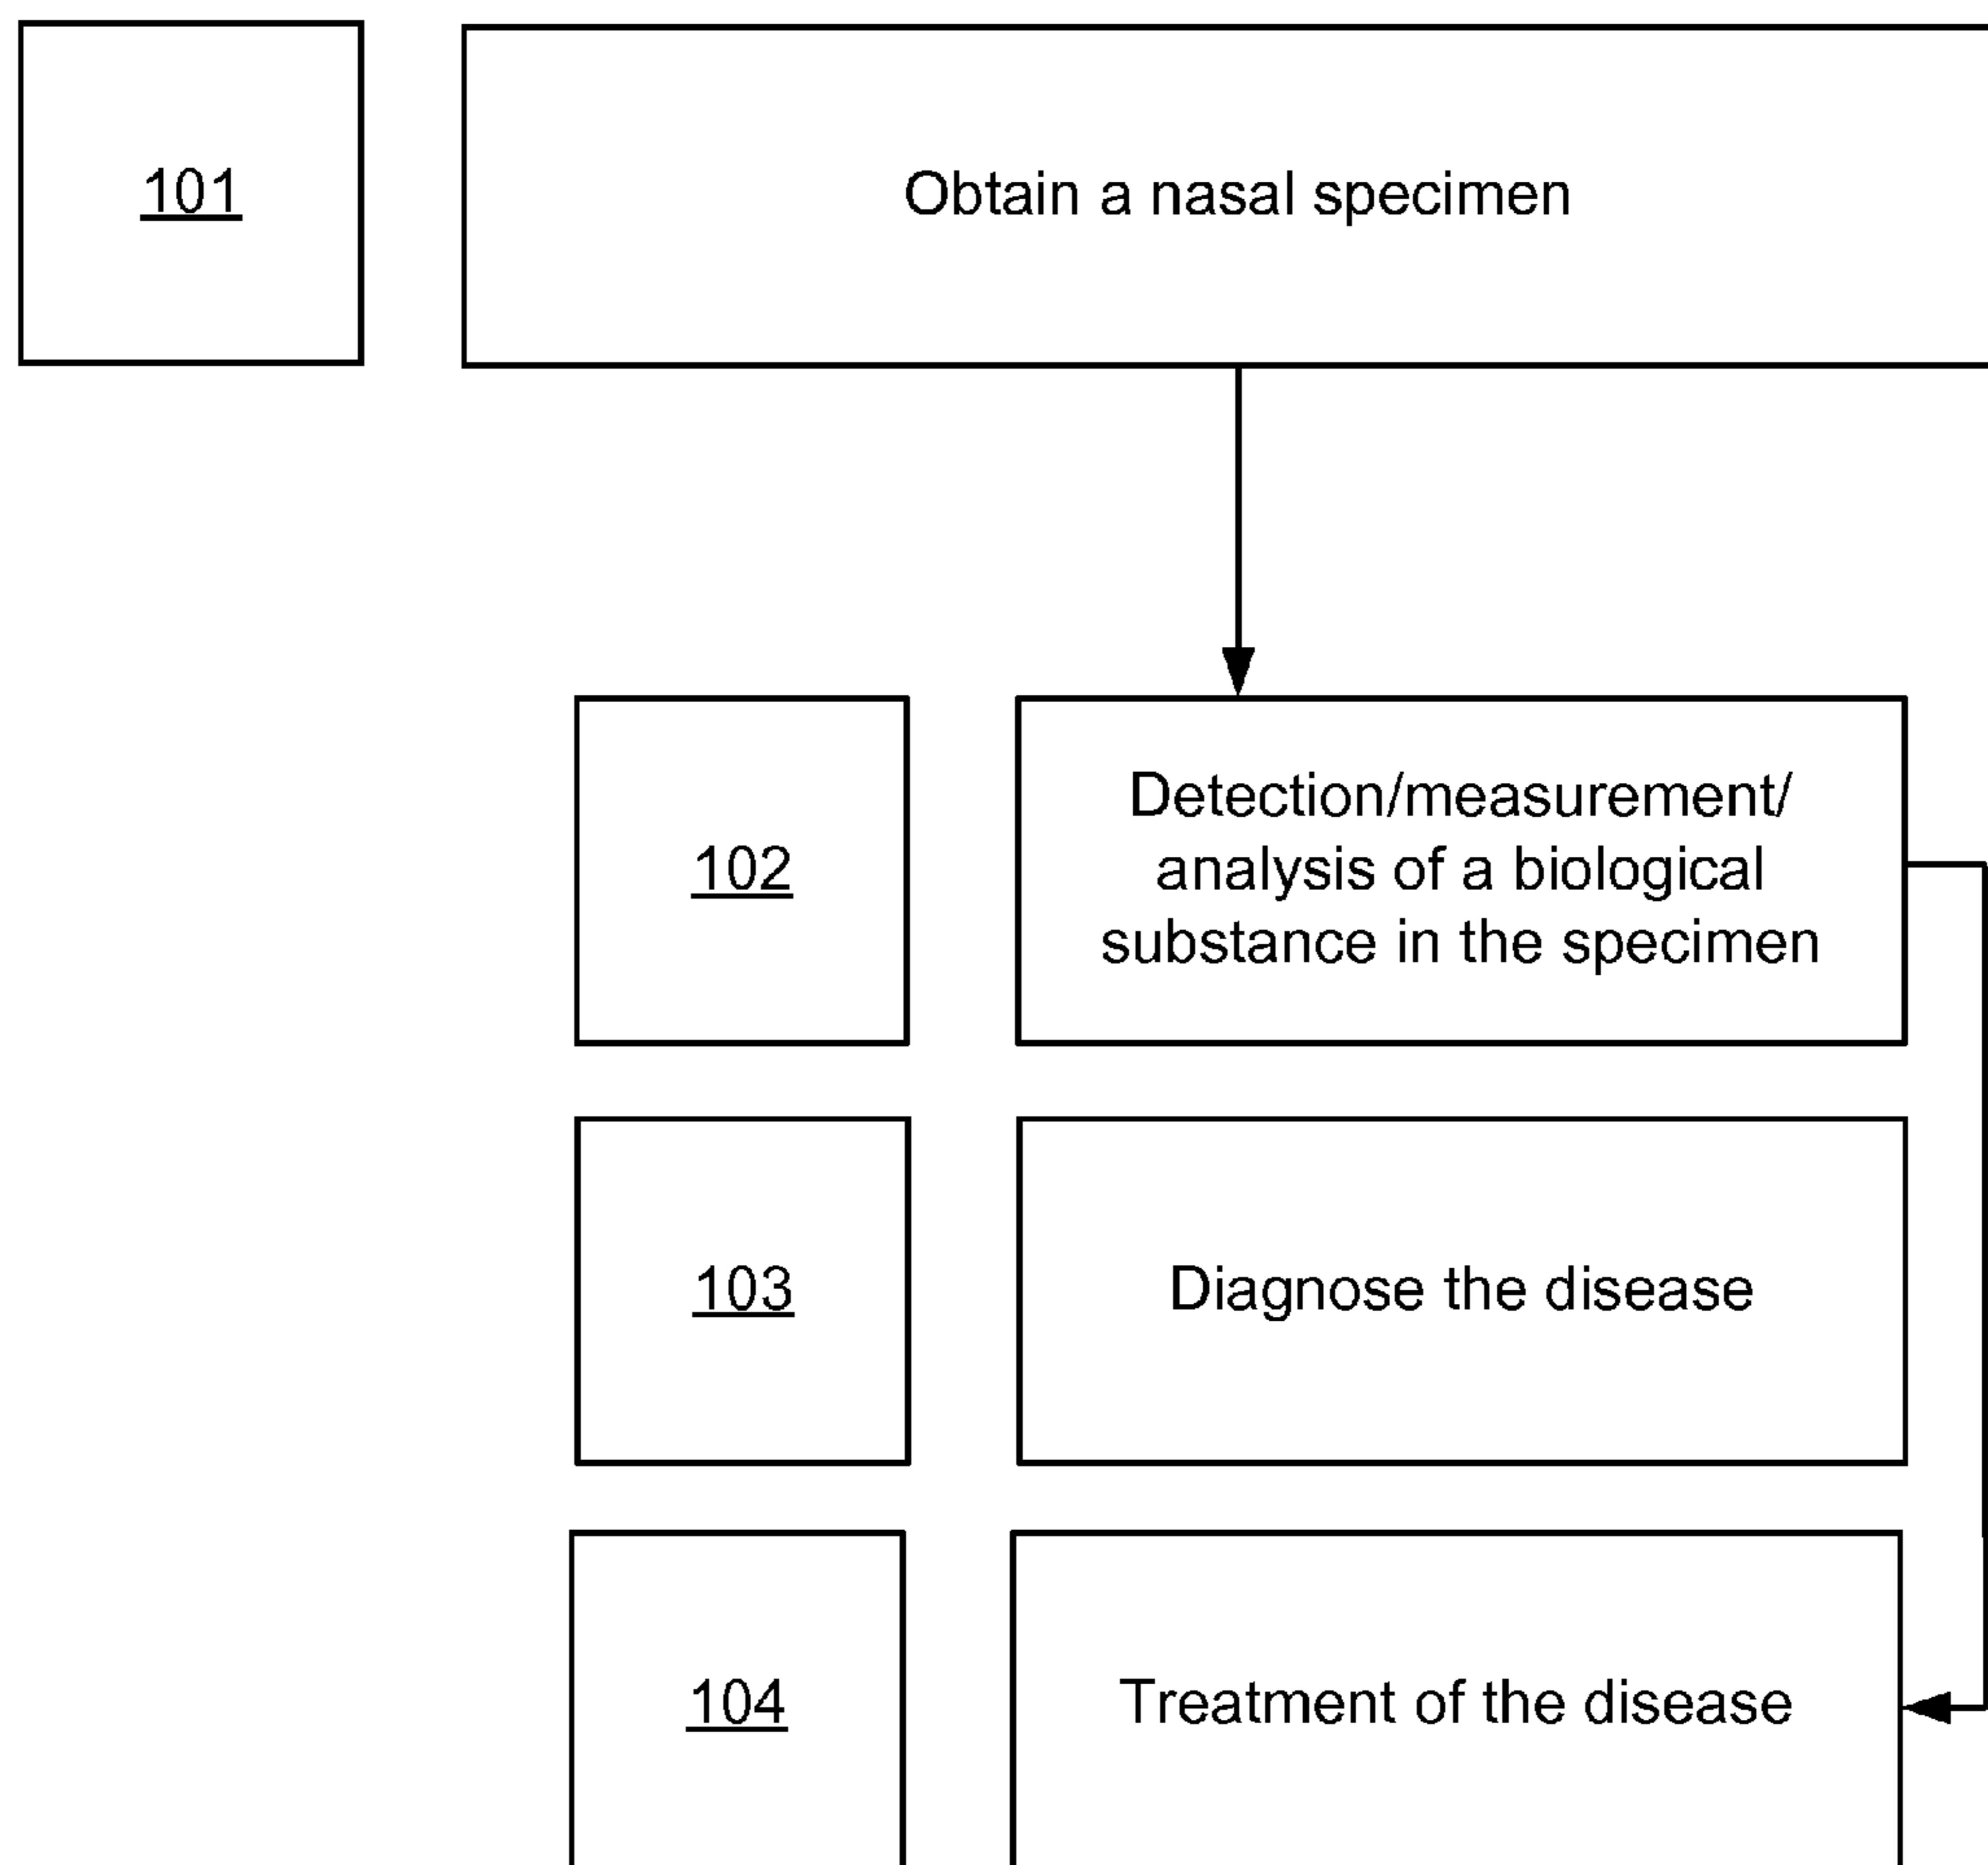 101
Obtain a nasal specimen
102
Detection/measurement/
analysis of a biological
substance in the specimen
103
Diagnose the disease
104
Treatment of the disease